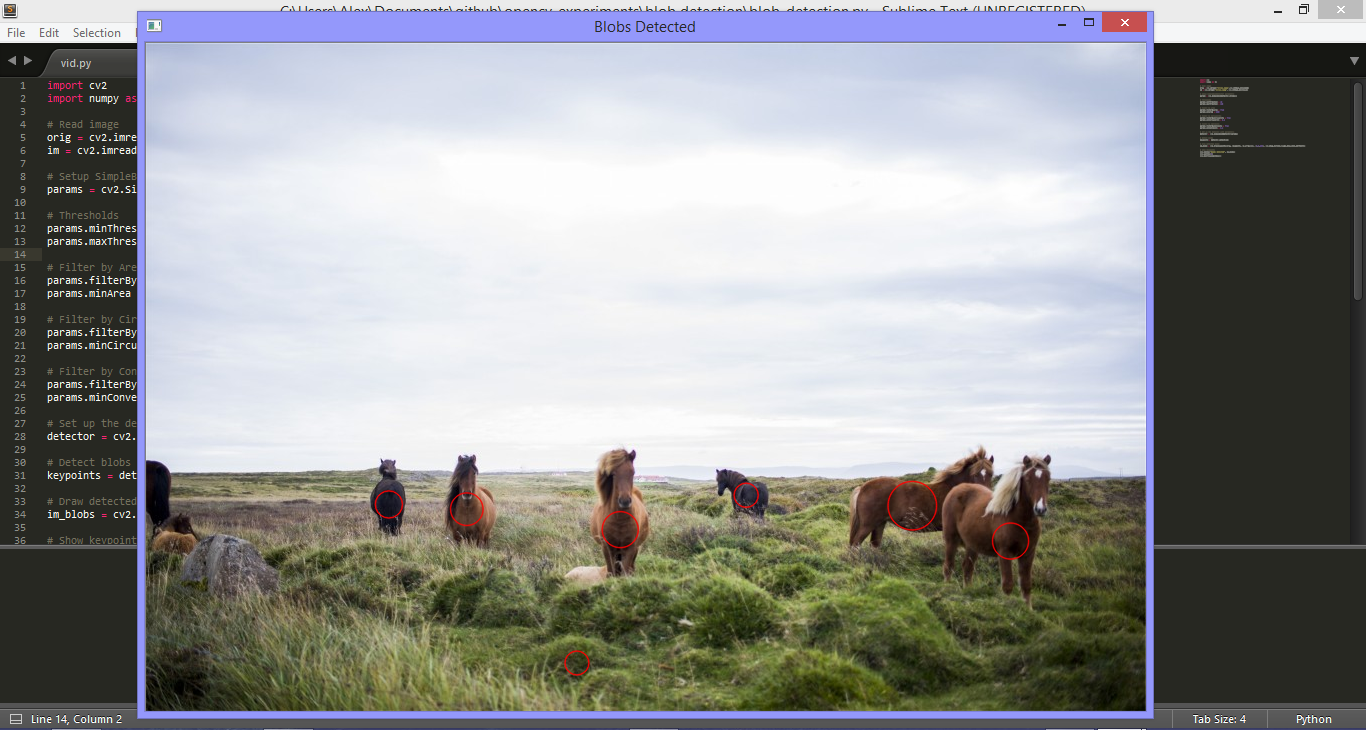 C:\Users\Alex\Documents\github\opencv_experiments\blob_detection\blob_detection.py - Sublime Text (UNREGISTERED)
Blobs Detected
File Edit Selection
vid.py
1 import cv2
2 import numpy as
3
4 # Read image
5 orig = cv2.imre
6 im = cv2.imread
7
8 # Setup SimpleB
9 params = cv2.Si
10
11 # Thresholds
12 params.minThres
13 params.maxThres
14
15 # Filter by Are
16 params.filterBy
17 params.minArea
18
19 # Filter by Cir
20 params.filterBy
21 params.minCircu
22
23 # Filter by Con
24 params.filterBy
25 params.minConve
26
27 # Set up the de
28 detector = cv2.
29
30 # Detect blobs
31 keypoints = det
32
33 # Draw detected
34 im_blobs = cv2.
35
36 # Show keypoint
Line 14, Column 2
Tab Size: 4
Python